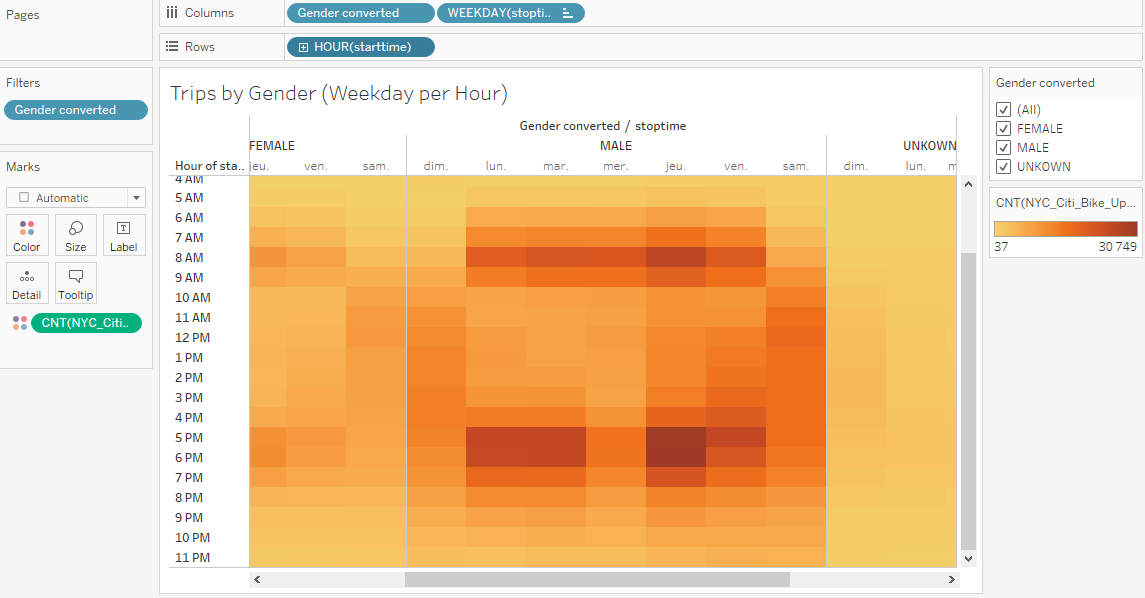 Pages
Columns
Gender converted
WEEKDAY(stopti..
Rows
HOUR(starttime)
Filters
Gender converted
Marks
Automatic
Color
Size
Label
Detail
Tooltip
CNT(NYC_Citi..
Trips by Gender (Weekday per Hour)
Gender converted / stoptime
FEMALE MALE UNKOWN
Hour of sta.. jeu. ven. sam. dim. lun. mar. mer. jeu. ven. sam. dim. lun. m
4 AM
5 AM
6 AM
7 AM
8 AM
9 AM
10 AM
11 AM
12 PM
1 PM
2 PM
3 PM
4 PM
5 PM
6 PM
7 PM
8 PM
9 PM
10 PM
11 PM
Gender converted
(All)
FEMALE
MALE
UNKOWN
CNT(NYC_Citi_Bike_Up...
37 30 749